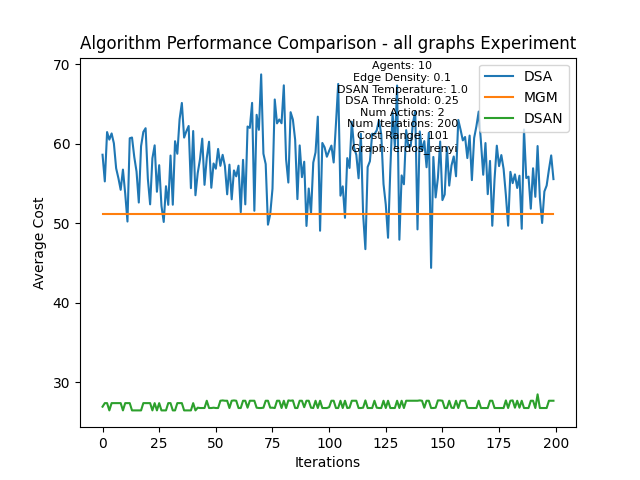 Algorithm Performance Comparison - all graphs Experiment
Agents: 10
Edge Density: 0.1
DSAN Temperature: 1.0
DSA Threshold: 0.25
Num Actions: 2
Num Iterations: 200
Cost Range: 101
Graph: erdos_renyi
DSA
MGM
DSAN
Average Cost
70
60
50
40
30
0 25 50 75 100 125 150 175 200
Iterations